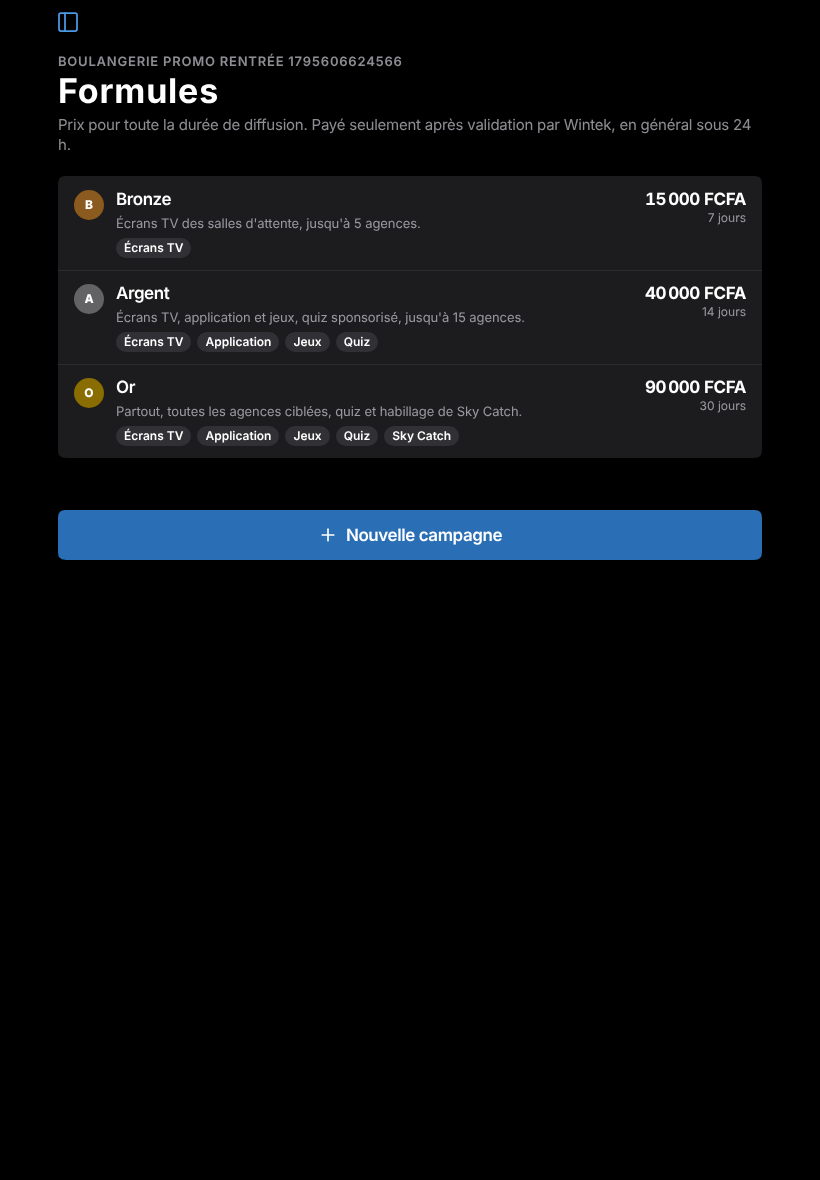 BOULANGERIE PROMO RENTRÉE 1795606624566
Formules
Prix pour toute la durée de diffusion. Payé seulement après validation par Wintek, en général sous 24
h.
B
Bronze
15 000 FCFA
Écrans TV des salles d'attente, jusqu'à 5 agences.
7 jours
Écrans TV
A
Argent
40 000 FCFA
Écrans TV, application et jeux, quiz sponsorisé, jusqu'à 15 agences.
14 jours
Écrans TV Application Jeux Quiz
O
Or
90 000 FCFA
Partout, toutes les agences ciblées, quiz et habillage de Sky Catch.
30 jours
Écrans TV Application Jeux Quiz Sky Catch
Nouvelle campagne